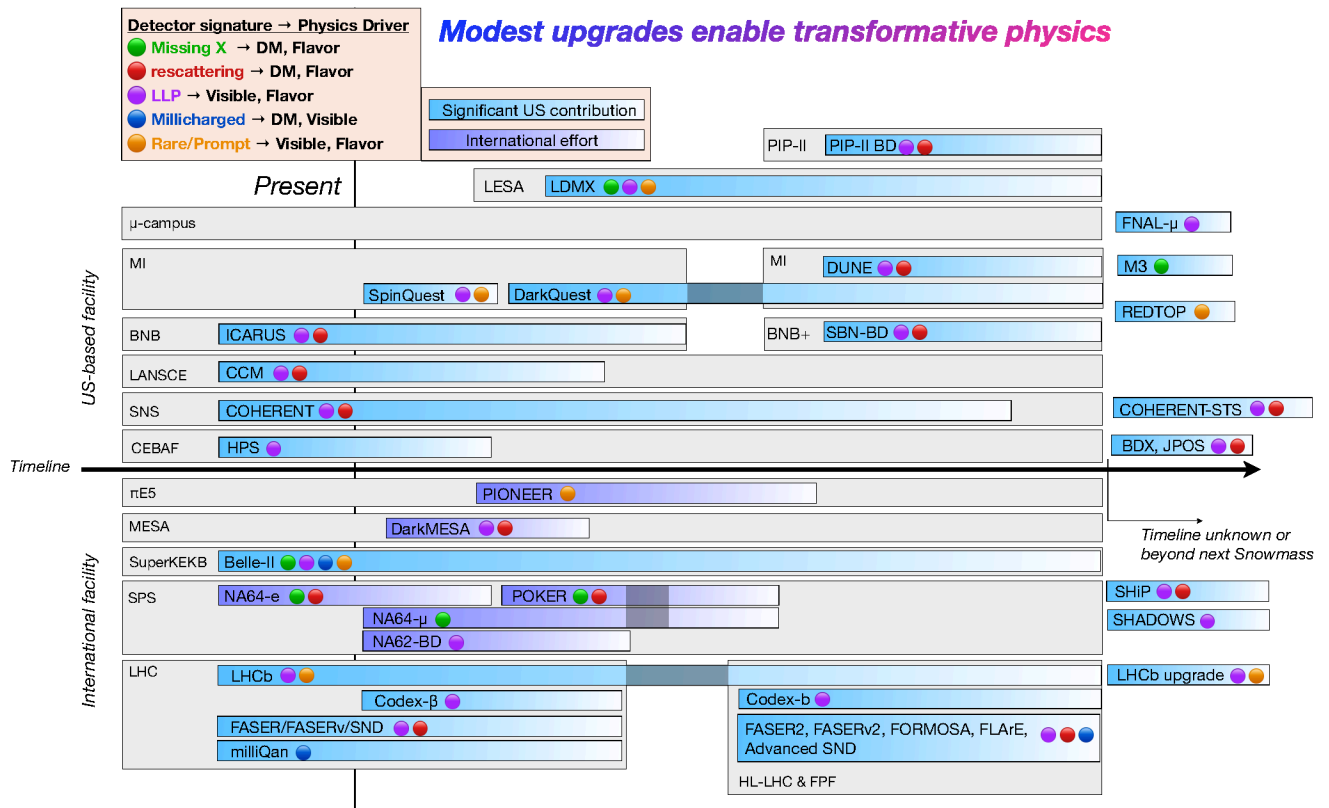 Detector signature → Physics Driver
Missing X → DM, Flavor
rescattering → DM, Flavor
LLP → Visible, Flavor
Millicharged → DM, Visible
Rare/Prompt → Visible, Flavor
Modest upgrades enable transformative physics
Significant US contribution
International effort
Present
PIP-II
PIP-II BD
LESA
LDMX
μ-campus
FNAL-μ
MI
MI
DUNE
M3
SpinQuest
DarkQuest
REDTOP
BNB
ICARUS
BNB+
SBN-BD
LANSCE
CCM
SNS
COHERENT
COHERENT-STS
CEBAF
HPS
BDX, JPOS
US-based facility
Timeline
πE5
PIONEER
MESA
DarkMESA
Timeline unknown or
beyond next Snowmass
SuperKEKB
Belle-II
SPS
NA64-e
POKER
SHiP
NA64-μ
SHADOWS
NA62-BD
International facility
LHC
LHCb
LHCb upgrade
Codex-β
Codex-b
FASER/FASERν/SND
FASER2, FASERν2, FORMOSA, FLArE,
Advanced SND
milliQan
HL-LHC & FPF